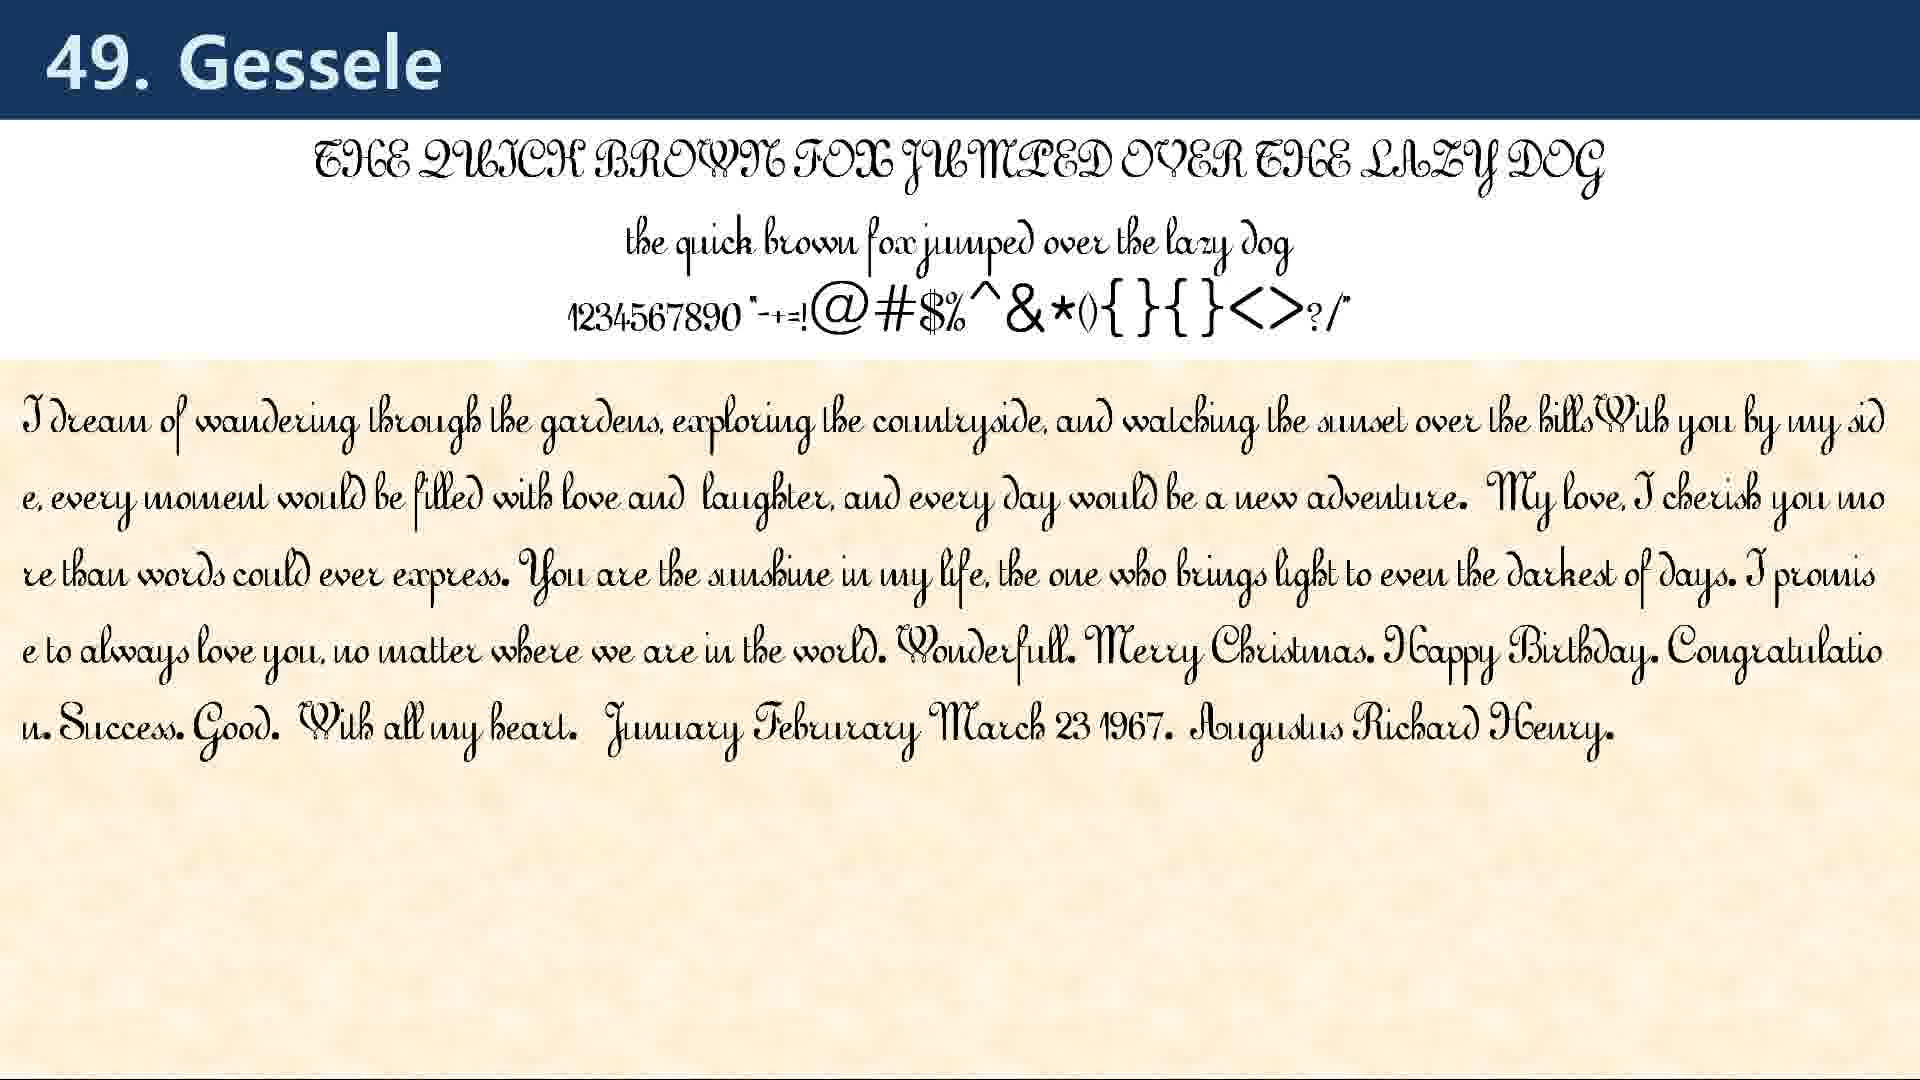 49. Gessele
THE QUICK BROWN FOX JUMPED OVER THE LAZY DOG
the quick brown fox jumped over the lazy dog
1234567890 "-+=!@#$%^&*(){}{}<>?/"
I dream of wandering through the gardens, exploring the countryside, and watching the sunset over the hillsWith you by my sid
e, every moment would be filled with love and laughter, and every day would be a new adventure. My love, I cherish you mo
re than words could ever express. You are the sunshine in my life, the one who brings light to even the darkest of days. I promis
e to always love you, no matter where we are in the world. Wonderfull. Merry Christmas. Happy Birthday. Congratulatio
n. Success. Good. With all my heart. Junuary Februrary March 23 1967. Augustus Richard Henry.